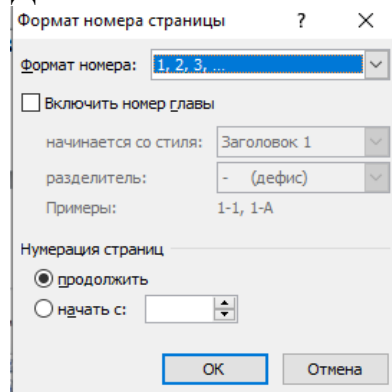 Формат номера страницы ? ×
Формат номера: 1, 2, 3, ...
Включить номер главы
начинается со стиля: Заголовок 1
разделитель: - (дефис)
Примеры: 1-1, 1-A
Нумерация страниц
продолжить
начать с:
ОК Отмена